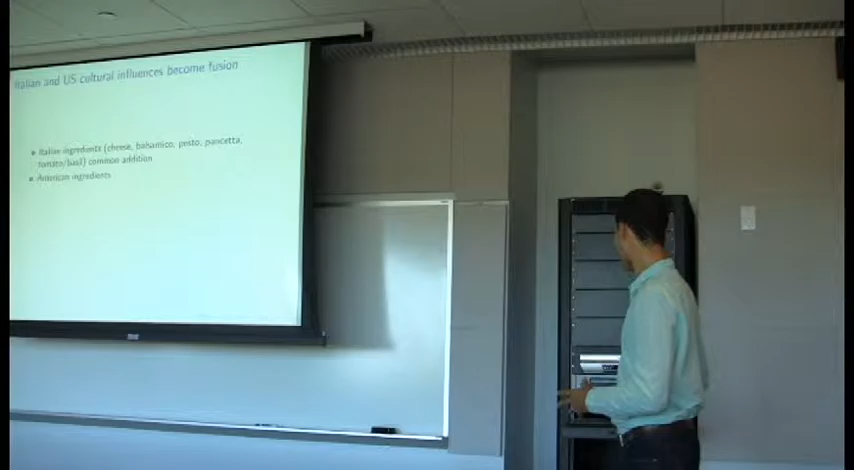 Italian and US cultural influences become fusion
Italian ingredients (cheese, balsamico, pesto, pancetta,
tomato/basil) common addition
American ingredients